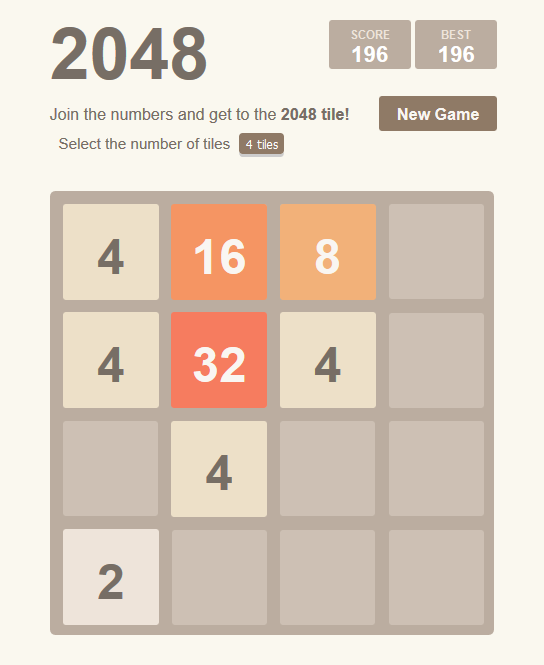 2048
SCORE
196
BEST
196
Join the numbers and get to the 2048 tile!
New Game
Select the number of tiles 4 tiles
4 16 8
4 32 4
4
2